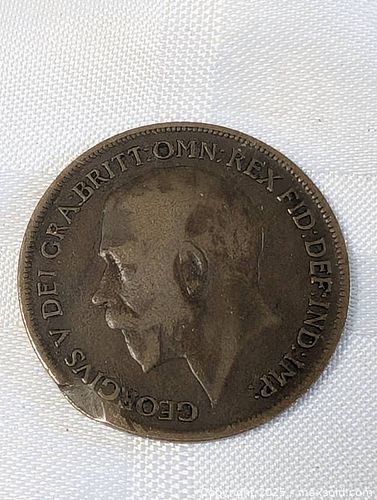 GEORGIVS V DEI GRA:BRITT:OMN:REX FID:DEF:IND:IMP: